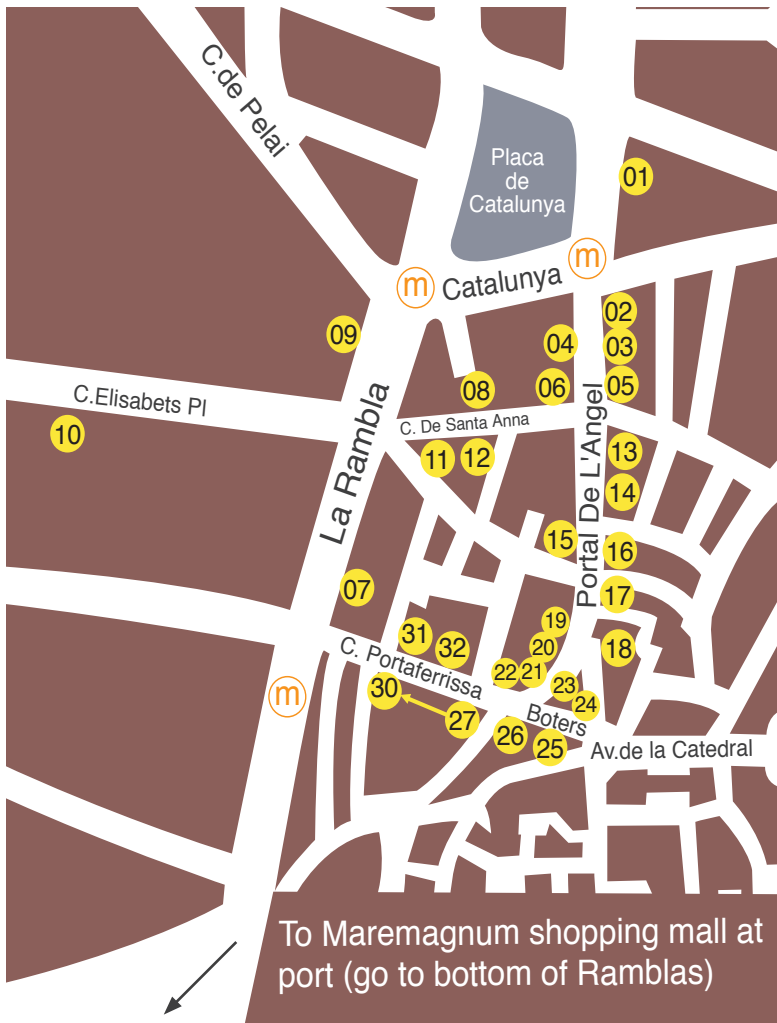 C.de Pelai
Placa
de
Catalunya
01
m
m
Catalunya
02
09
04
03
06
05
08
C.Elisabets Pl
10
La Rambla
C. De Santa Anna
Portal De L'Angel
11
12
13
14
15
16
07
17
19
31
32
20
18
C. Portaferrissa
22
21
23
30
m
27
24
Boters
26
25
Av.de la Catedral
To Maremagnum shopping mall at
port (go to bottom of Ramblas)